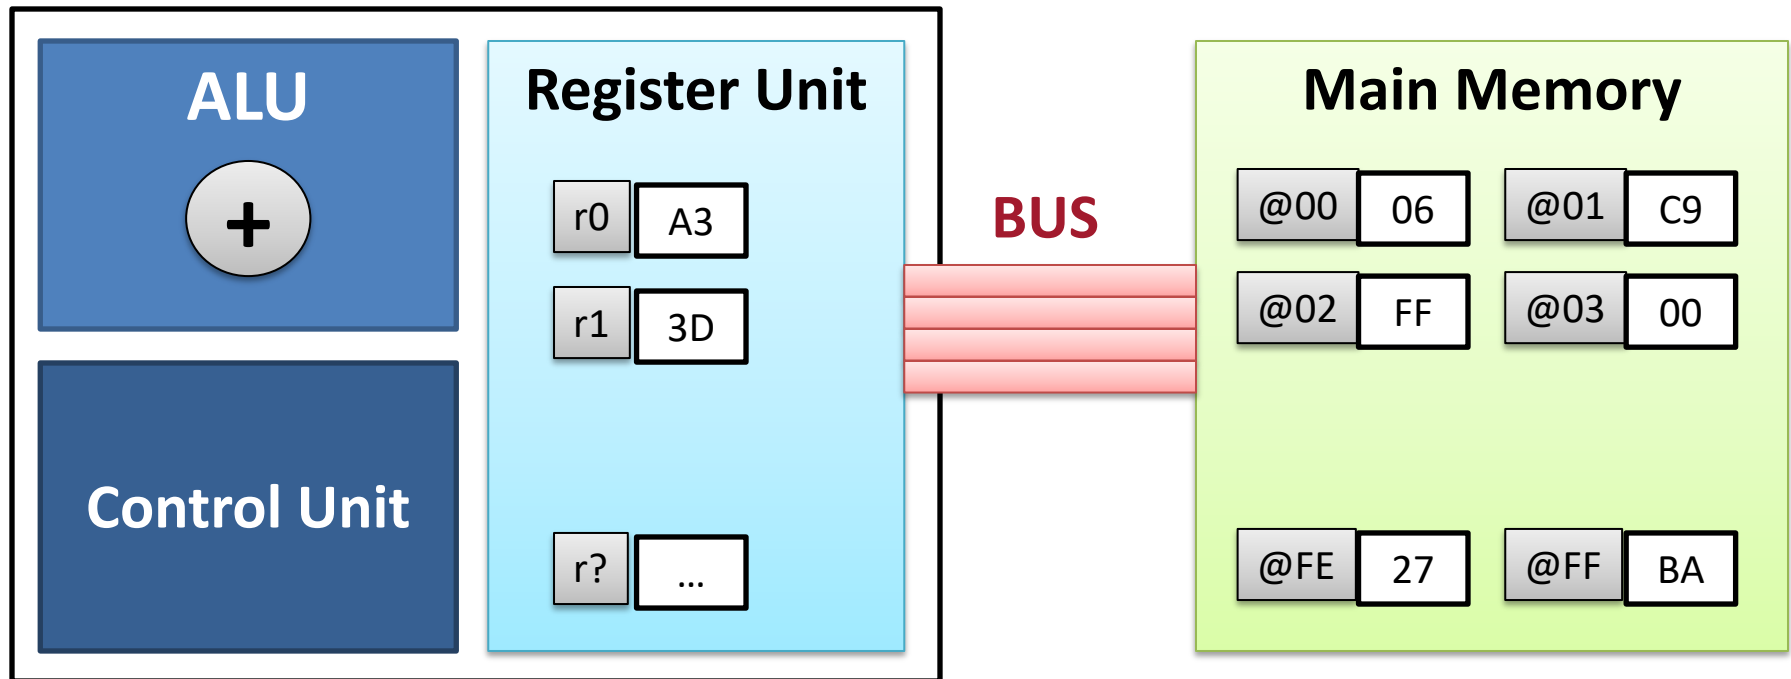 ALU
+
Control Unit
Register Unit
r0 A3
r1 3D
r? ...
BUS
Main Memory
@00 06 @01 C9
@02 FF @03 00
@FE 27 @FF BA